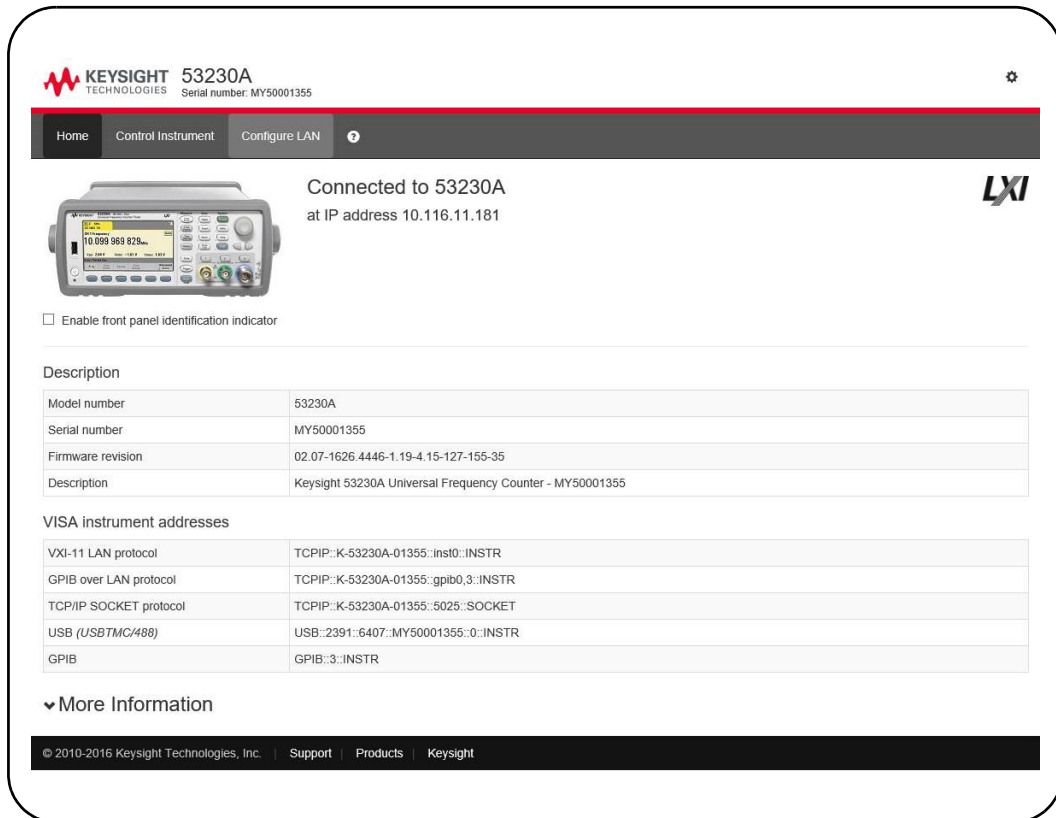 KEYSIGHT TECHNOLOGIES
53230A
Serial number: MY50001355
Home Control Instrument Configure LAN ?
Connected to 53230A
at IP address 10.116.11.181
LXI
10.099 969 829
Enable front panel identification indicator
Description
Model number 53230A
Serial number MY50001355
Firmware revision 02.07-1626.4446-1.19-4.15-127-155-35
Description Keysight 53230A Universal Frequency Counter - MY50001355
VISA instrument addresses
VXI-11 LAN protocol TCPIP::K-53230A-01355::inst0::INSTR
GPIB over LAN protocol TCPIP::K-53230A-01355::gpib0,3::INSTR
TCP/IP SOCKET protocol TCPIP::K-53230A-01355::5025::SOCKET
USB (USBTMC/488) USB::2391::6407::MY50001355::0::INSTR
GPIB GPIB::3::INSTR
More Information
© 2010-2016 Keysight Technologies, Inc. | Support | Products | Keysight